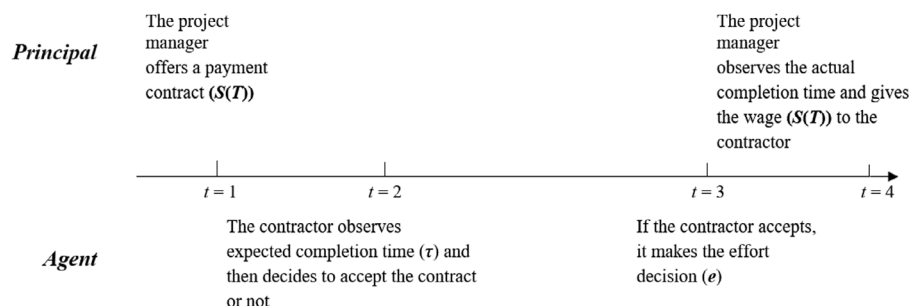 The project
manager
offers a payment
contract (S(T))
Principal
The project
manager
observes the actual
completion time and gives
the wage (S(T)) to the
contractor
t = 1
t = 2
t = 3
t = 4
The contractor observes
expected completion time (τ) and
then decides to accept the contract
or not
Agent
If the contractor accepts,
it makes the effort
decision (e)